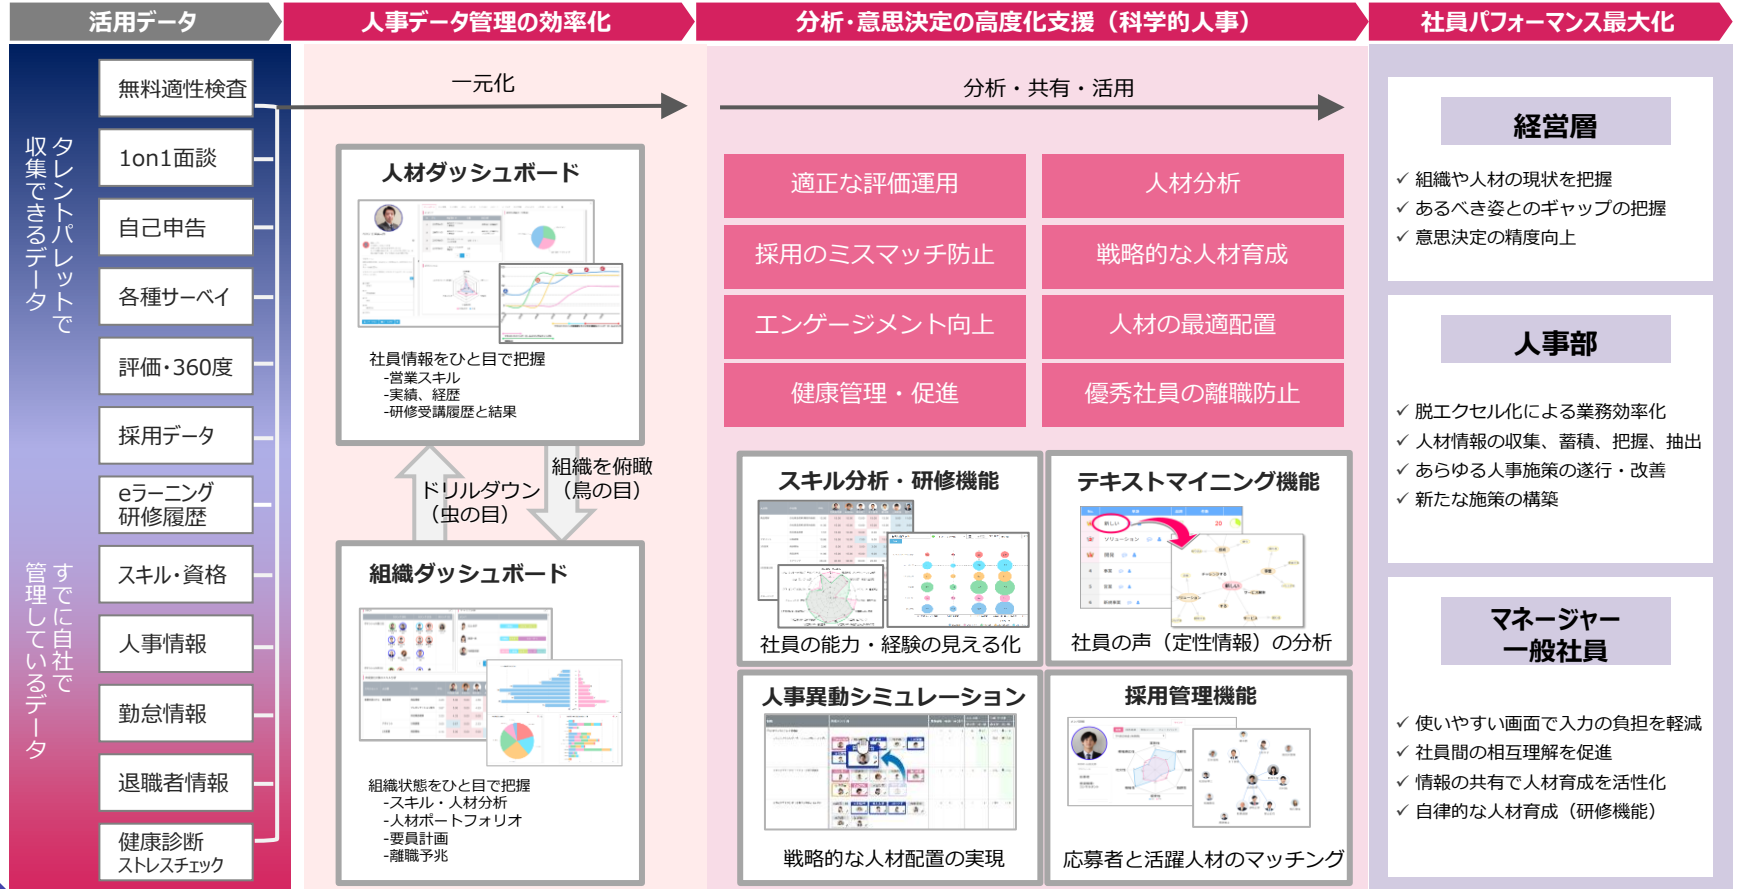 活用データ
人事データ管理の効率化
分析・意思決定の高度化支援（科学的人事）
社員パフォーマンス最大化
タレントパレットで
収集できるデータ
すでに自社で
管理しているデータ
無料適性検査
1on1面談
自己申告
各種サーベイ
評価・360度
採用データ
eラーニング
研修履歴
スキル・資格
人事情報
勤怠情報
退職者情報
健康診断
ストレスチェック
一元化
人材ダッシュボード
社員情報をひと目で把握
-営業スキル
-実績、経歴
-研修受講履歴と結果
ドリルダウン
（虫の目）
組織を俯瞰
（鳥の目）
組織ダッシュボード
組織状態をひと目で把握
-スキル・人材分析
-人材ポートフォリオ
-要員計画
-離職予兆
分析・共有・活用
適正な評価運用
人材分析
採用のミスマッチ防止
戦略的な人材育成
エンゲージメント向上
人材の最適配置
健康管理・促進
優秀社員の離職防止
スキル分析・研修機能
社員の能力・経験の見える化
テキストマイニング機能
新しい
20
ソリューション
社員の声（定性情報）の分析
人事異動シミュレーション
戦略的な人材配置の実現
採用管理機能
応募者と活躍人材のマッチング
経営層
✓ 組織や人材の現状を把握
✓ あるべき姿とのギャップの把握
✓ 意思決定の精度向上
人事部
✓ 脱エクセル化による業務効率化
✓ 人材情報の収集、蓄積、把握、抽出
✓ あらゆる人事施策の遂行・改善
✓ 新たな施策の構築
マネージャー
一般社員
✓ 使いやすい画面で入力の負担を軽減
✓ 社員間の相互理解を促進
✓ 情報の共有で人材育成を活性化
✓ 自律的な人材育成（研修機能）